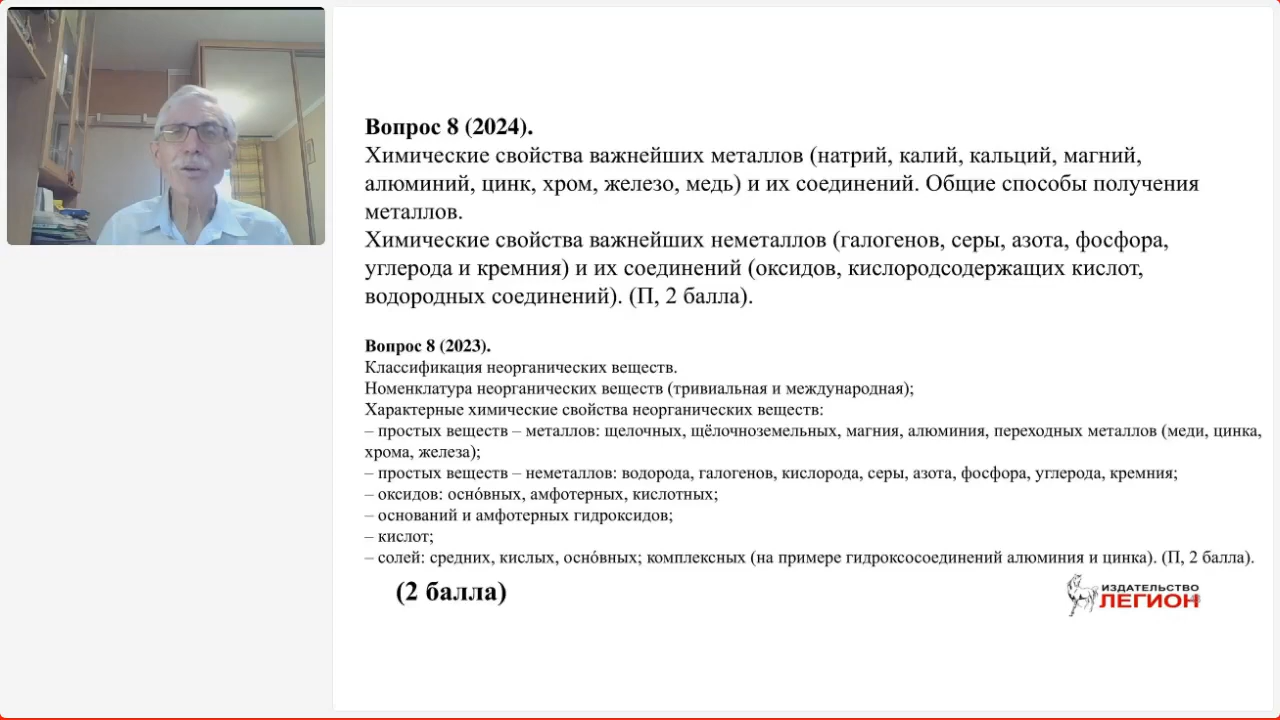 Вопрос 8 (2024).
Химические свойства важнейших металлов (натрий, калий, кальций, магний,
алюминий, цинк, хром, железо, медь) и их соединений. Общие способы получения
металлов.
Химические свойства важнейших неметаллов (галогенов, серы, азота, фосфора,
углерода и кремния) и их соединений (оксидов, кислородсодержащих кислот,
водородных соединений). (П, 2 балла).
Вопрос 8 (2023).
Классификация неорганических веществ.
Номенклатура неорганических веществ (тривиальная и международная);
Характерные химические свойства неорганических веществ:
– простых веществ – металлов: щелочных, щёлочноземельных, магния, алюминия, переходных металлов (меди, цинка,
хрома, железа);
– простых веществ – неметаллов: водорода, галогенов, кислорода, серы, азота, фосфора, углерода, кремния;
– оксидов: осно́вных, амфотерных, кислотных;
– оснований и амфотерных гидроксидов;
– кислот;
– солей: средних, кислых, осно́вных; комплексных (на примере гидроксосоединений алюминия и цинка). (П, 2 балла).
(2 балла)
ИЗДАТЕЛЬСТВО
ЛЕГИОН